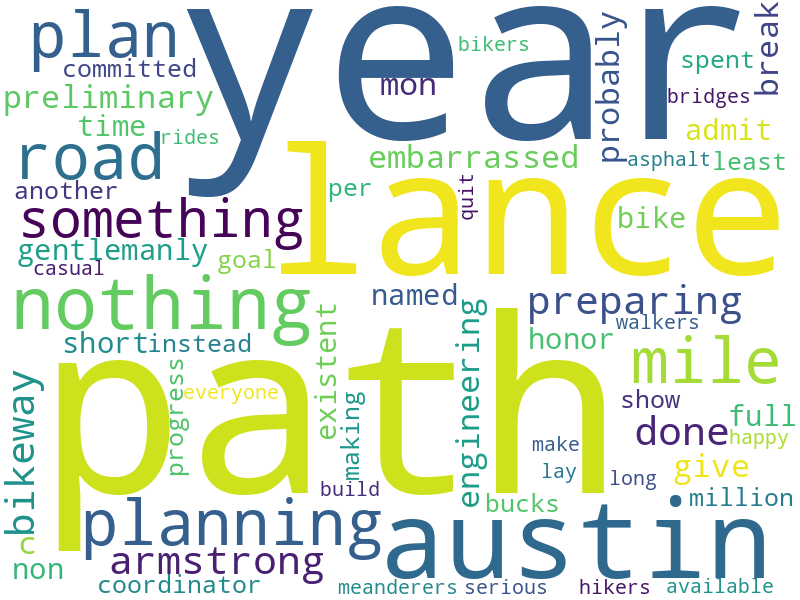 year
plan
bikers
break
committed
mon
spent
probably
preliminary
bridges
time
rides
admit
road
embarrassed
asphalt
least
another
per
quit
lance
something
bike
gentlemanly
goal
casual
nothing
named
preparing
existent
engineering
walkers
short
instead
honor
mile
path
progress
everyone
making
show
bikeway
full
done
happy
make
give
lay
long
build
planning
bucks
million
c
austin
armstrong
non
coordinator
meanderers
serious
hikers
available